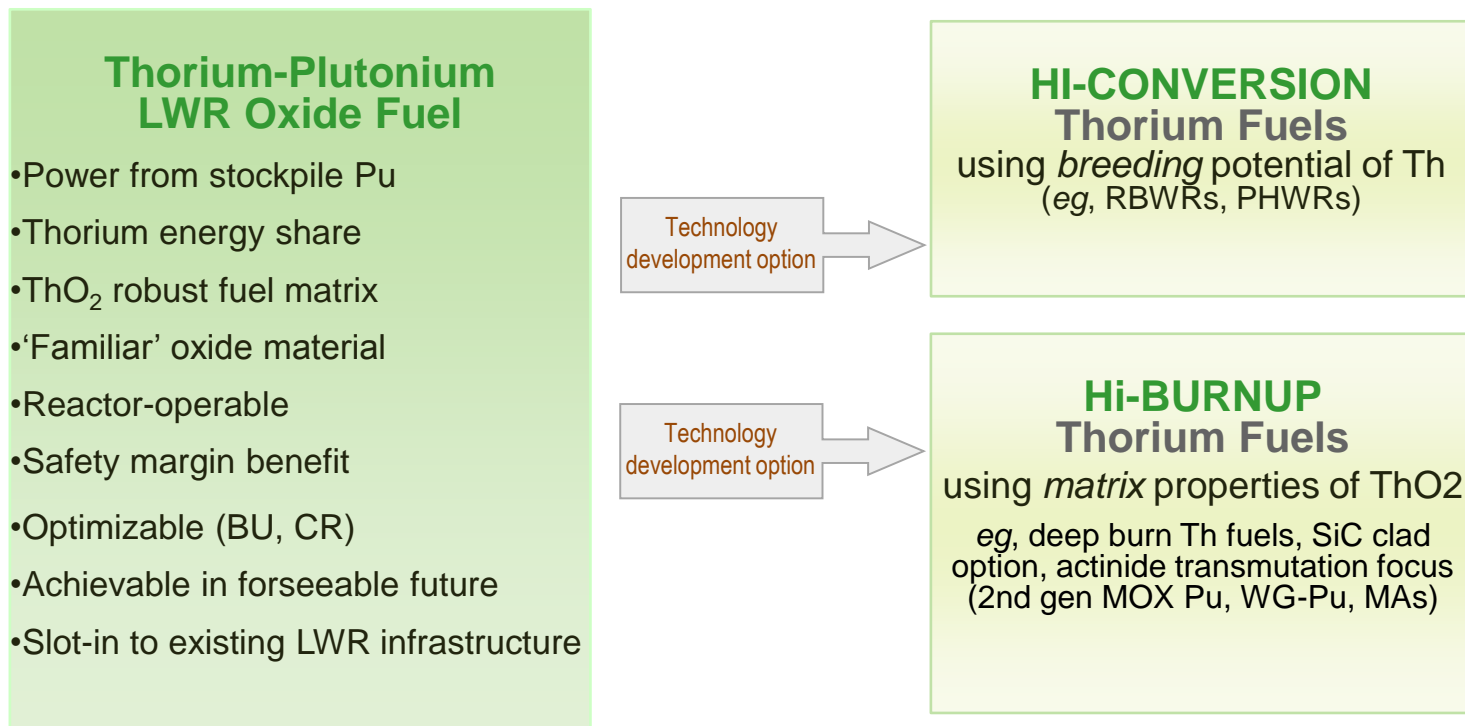 Thorium-Plutonium
LWR Oxide Fuel
•Power from stockpile Pu
•Thorium energy share
•ThO₂ robust fuel matrix
•‘Familiar’ oxide material
•Reactor-operable
•Safety margin benefit
•Optimizable (BU, CR)
•Achievable in forseeable future
•Slot-in to existing LWR infrastructure
Technology
development option
HI-CONVERSION
Thorium Fuels
using breeding potential of Th
(eg, RBWRs, PHWRs)
Technology
development option
Hi-BURNUP
Thorium Fuels
using matrix properties of ThO2
eg, deep burn Th fuels, SiC clad
option, actinide transmutation focus
(2nd gen MOX Pu, WG-Pu, MAs)